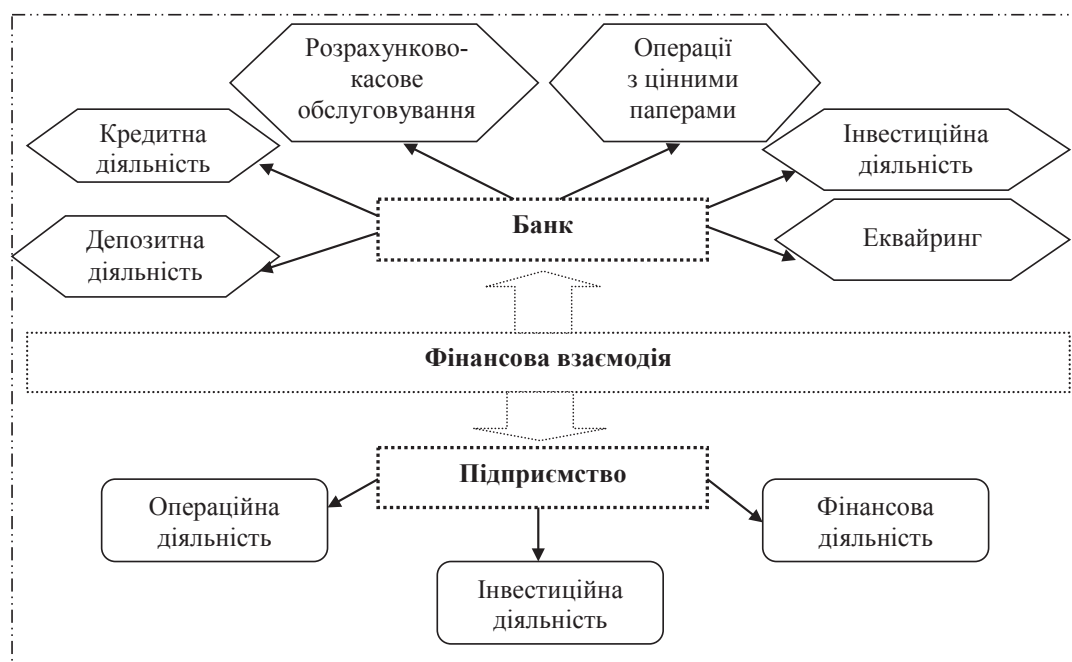 Розрахунково-
касове
обслуговування
Операції
з цінними
паперами
Кредитна
діяльність
Інвестиційна
діяльність
Депозитна
діяльність
Банк
Еквайринг
Фінансова взаємодія
Підприємство
Операційна
діяльність
Фінансова
діяльність
Інвестиційна
діяльність